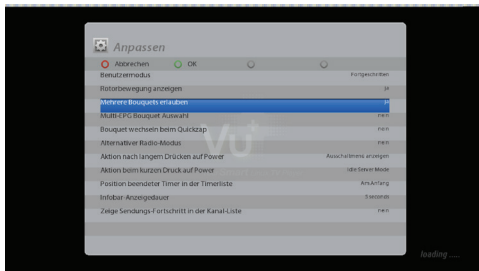 Anpassen
Abbrechen OK
Benutzermodus Fortgeschritten
Rotorbewegung anzeigen ja
Mehrere Bouquets erlauben ja
Multi-EPG Bouquet Auswahl nein
Bouquet wechseln beim Quickzap nein
Alternativer Radio-Modus nein
Aktion nach langem Drücken auf Power Ausschaltmenü anzeigen
Aktion beim kurzen Druck auf Power Idle-Server Mode
Position beendeter Timer in der Timerliste Am Anfang
Infobar-Anzeigedauer 5 seconds
Zeige Sendungs-Fortschritt in der Kanal-Liste nein
Vu+
loading .....